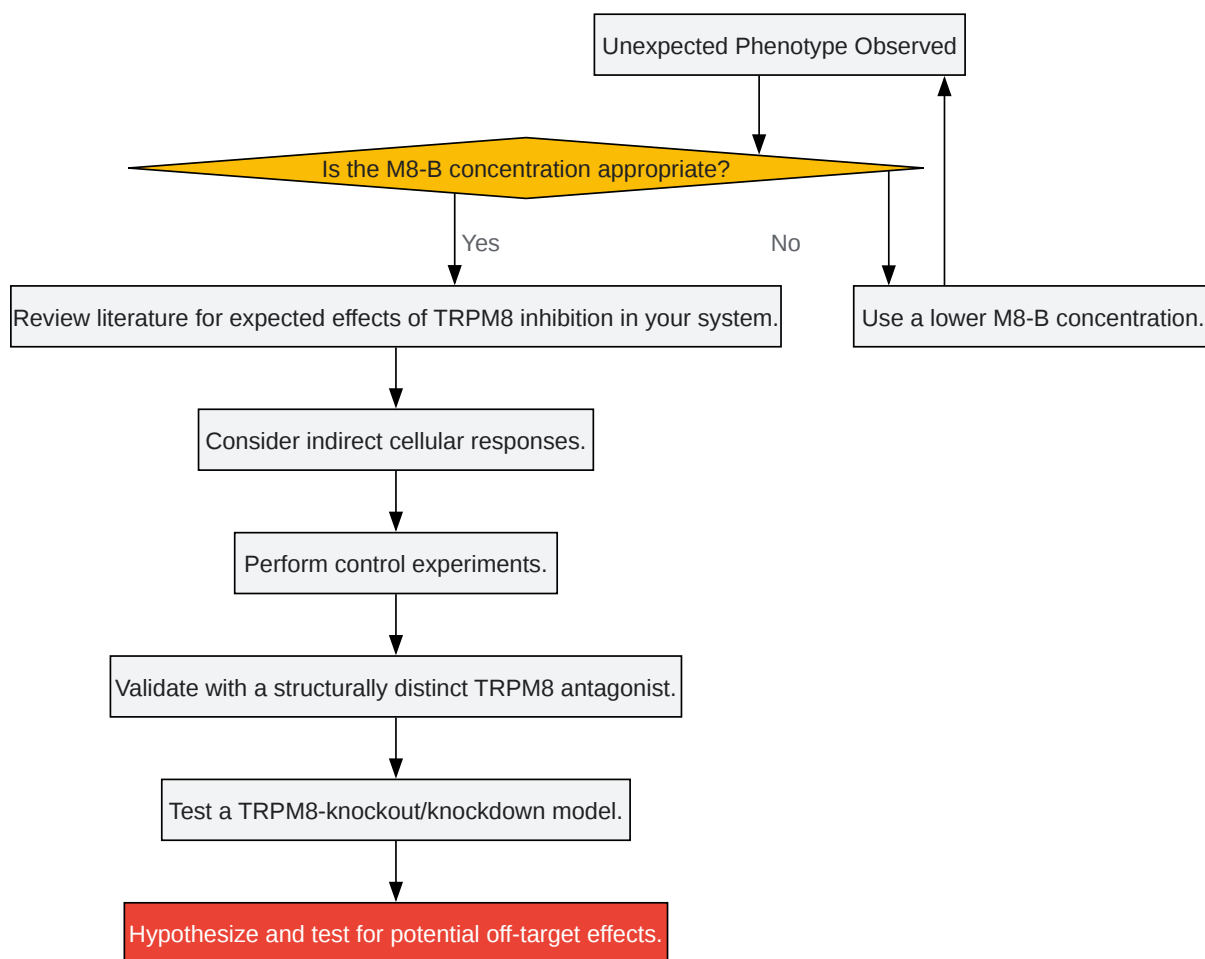 Unexpected Phenotype Observed
Is the M8-B concentration appropriate?
Yes
No
Review literature for expected effects of TRPM8 inhibition in your system.
Use a lower M8-B concentration.
Consider indirect cellular responses.
Perform control experiments.
Validate with a structurally distinct TRPM8 antagonist.
Test a TRPM8-knockout/knockdown model.
Hypothesize and test for potential off-target effects.